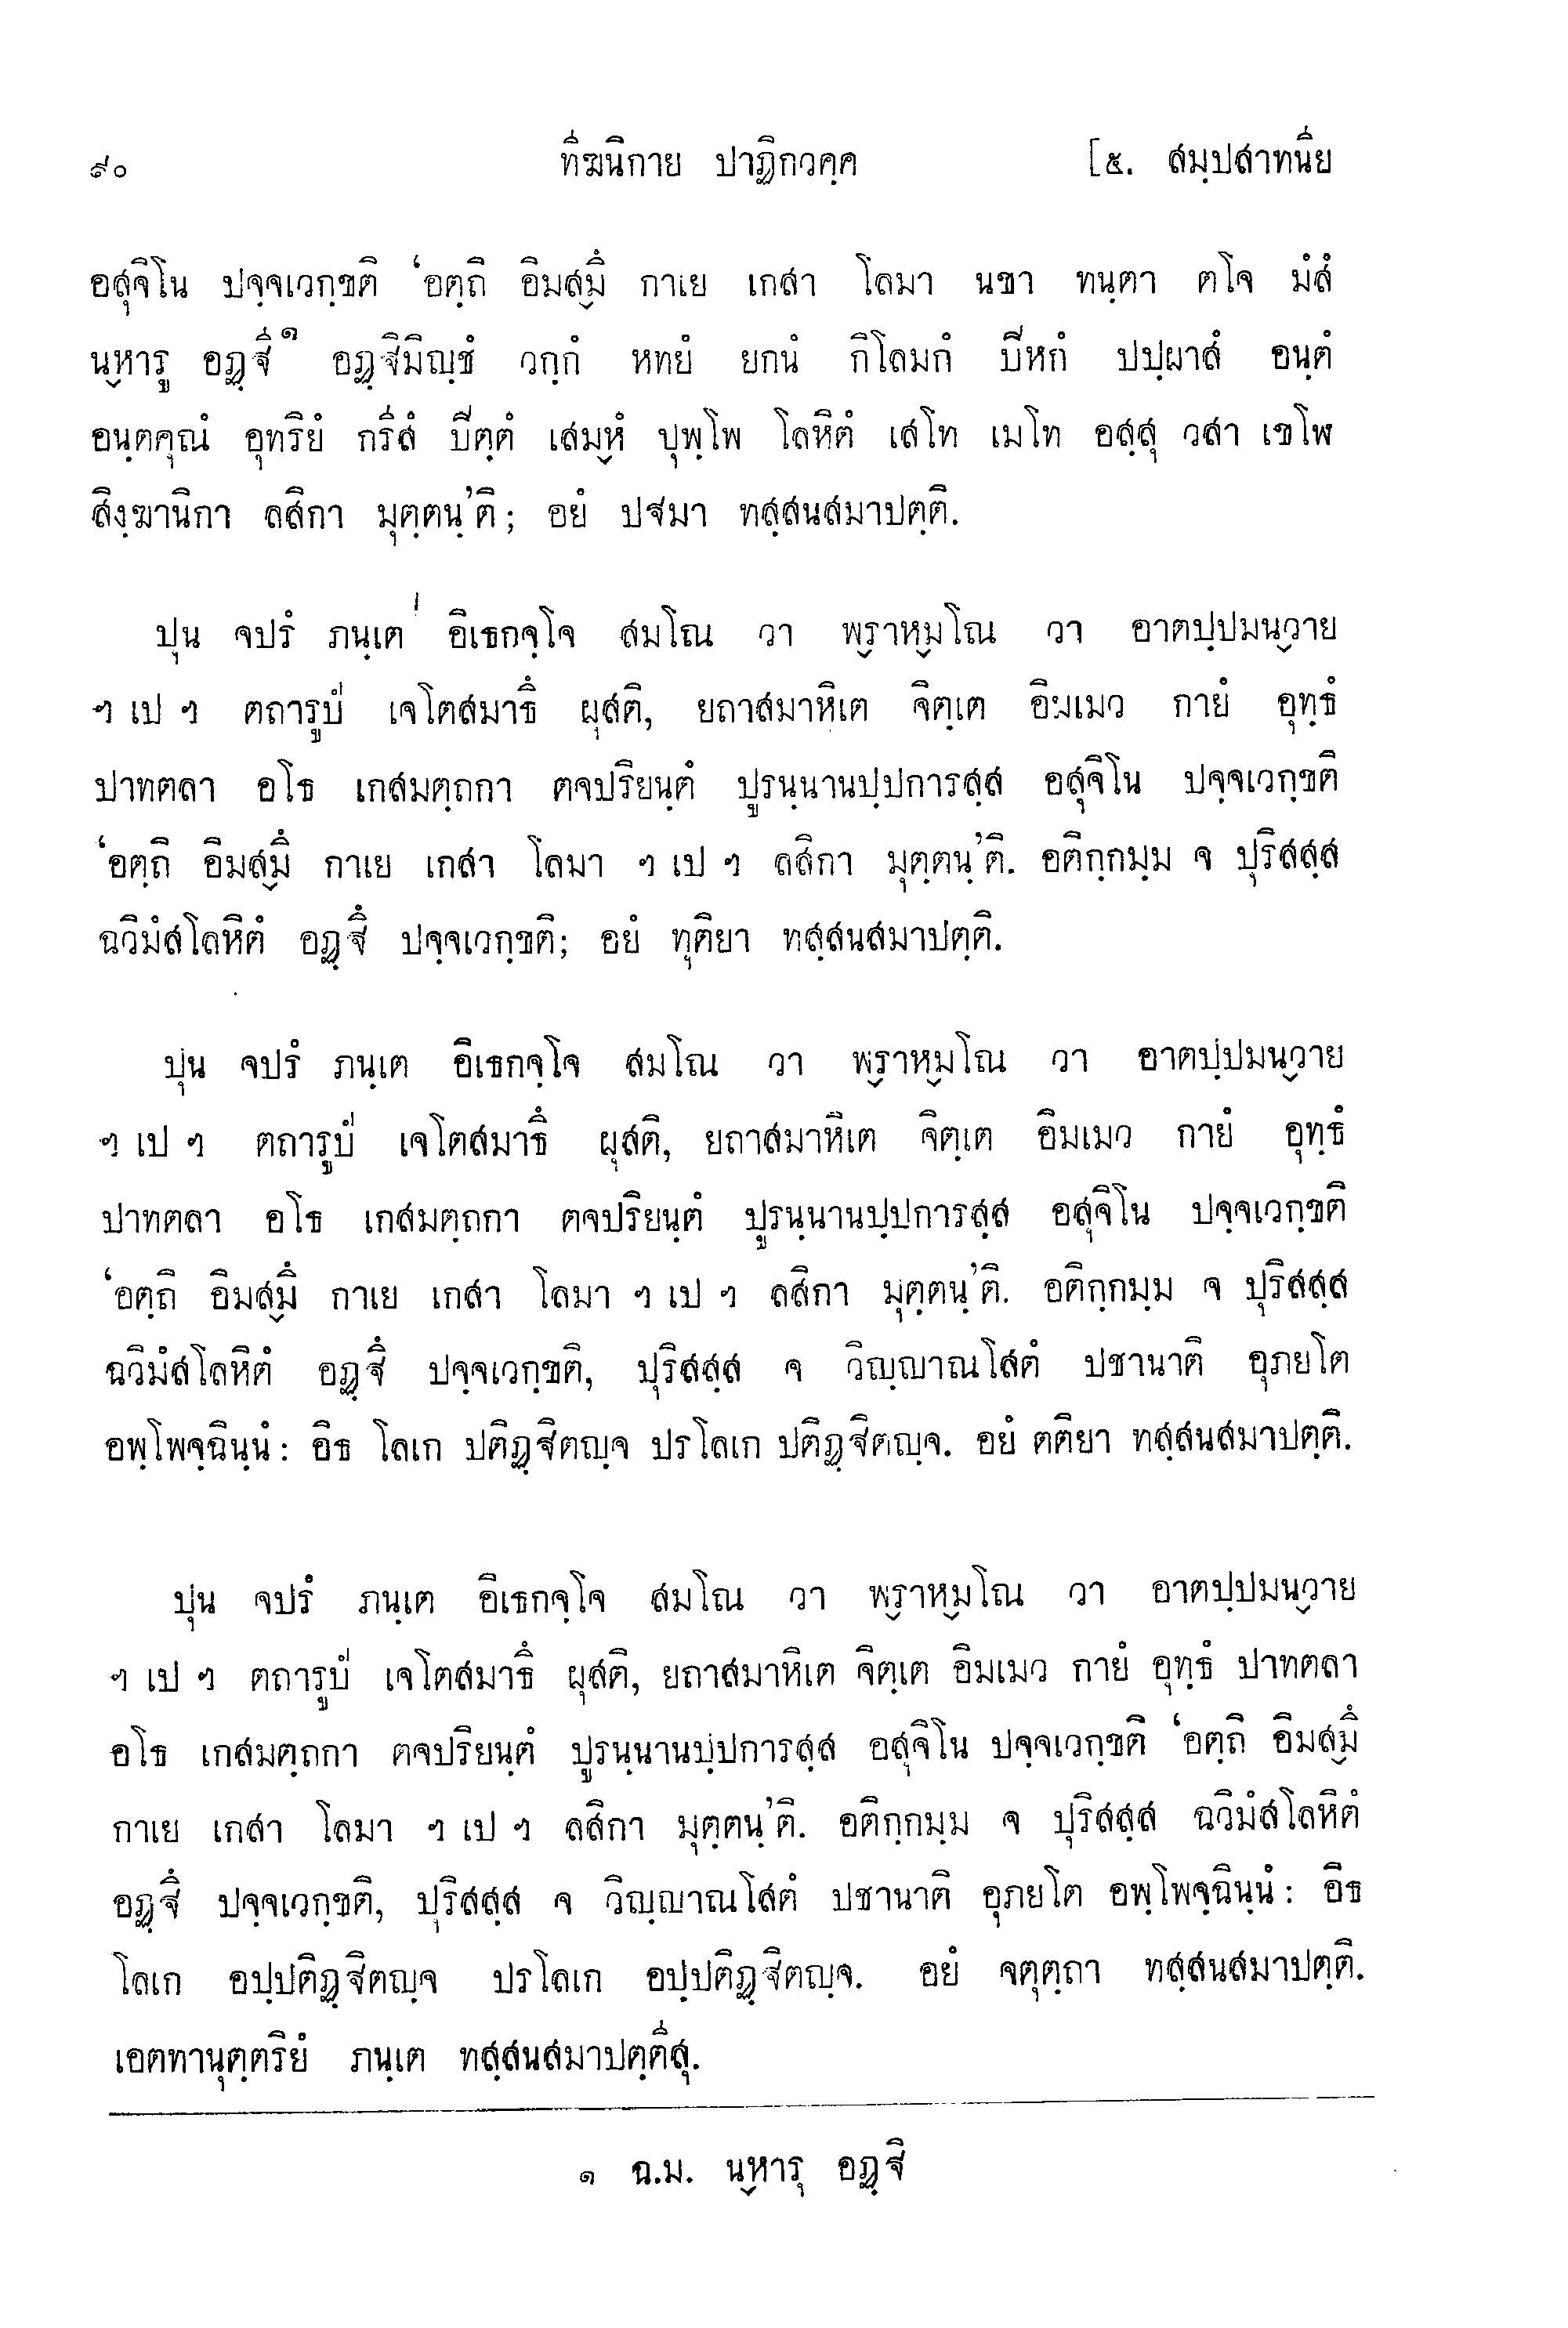 ๙๐ ทีฆนิกาย ปาฏิกวคฺค [๕. สมฺปสาทนีย
อสุจิโน ปจฺจเวกฺขติ ‘อตฺถิ อิมสฺมิํ กาเย เกสา โลมา นขา ทนฺตา ตโจ มํสํ
นฺหารู อฏฺฐี๑ อฏฺฐิมิญฺชํ วกฺกํ หทยํ ยกนํ กิโลมกํ ปีหกํ ปปฺผาสํ อนฺตํ
อนฺตคุณํ อุทริยํ กรีสํ ปีตฺตํ เสมฺหํ ปุพฺโพ โลหิตํ เสโท เมโท อสฺสุ วสา เขโฬ
สิงฺฆานิกา ลสิกา มุตฺตนฺ’ติ; อยํ ปฐมา ทสฺสนสมาปตฺติ.
ปุน จปรํ ภนฺเต อิเธกจฺโจ สมโณ วา พฺราหฺมโณ วา อาตปฺปมนฺวาย
ฯ เป ฯ ตถารูปํ เจโตสมาธิํ ผุสติ, ยถาสมาหิเต จิตฺเต อิมเมว กายํ อุทฺธํ
ปาทตลา อโธ เกสมตฺถกา ตจปริยนฺตํ ปูรนฺนานปฺปการสฺส อสุจิโน ปจฺจเวกฺขติ
‘อตฺถิ อิมสฺมิํ กาเย เกสา โลมา ฯ เป ฯ ลสิกา มุตฺตนฺ’ติ. อติกฺกมฺม จ ปุริสสฺส
ฉวิมํสโลหิตํ อฏฺฐิํ ปจฺจเวกฺขติ; อยํ ทุติยา ทสฺสนสมาปตฺติ.
ปุน จปรํ ภนฺเต อิเธกจฺโจ สมโณ วา พฺราหฺมโณ วา อาตปฺปมนฺวาย
ฯ เป ฯ ตถารูปํ เจโตสมาธิํ ผุสติ, ยถาสมาหิเต จิตฺเต อิมเมว กายํ อุทฺธํ
ปาทตลา อโธ เกสมตฺถกา ตจปริยนฺตํ ปูรนฺนานปฺปการสฺส อสุจิโน ปจฺจเวกฺขติ
‘อตฺถิ อิมสฺมิํ กาเย เกสา โลมา ฯ เป ฯ ลสิกา มุตฺตนฺ’ติ. อติกฺกมฺม จ ปุริสสฺส
ฉวิมํสโลหิตํ อฏฺฐิํ ปจฺจเวกฺขติ, ปุริสสฺส จ วิญฺญาณโสตํ ปชานาติ อุภยโต
อพฺโพจฺฉินฺนํ: อิธ โลเก ปติฏฺฐิตญฺจ ปรโลเก ปติฏฺฐิตญฺจ. อยํ ตติยา ทสฺสนสมาปตฺติ.
ปุน จปรํ ภนฺเต อิเธกจฺโจ สมโณ วา พฺราหฺมโณ วา อาตปฺปมนฺวาย
ฯ เป ฯ ตถารูปํ เจโตสมาธิํ ผุสติ, ยถาสมาหิเต จิตฺเต อิมเมว กายํ อุทฺธํ ปาทตลา
อโธ เกสมตฺถกา ตจปริยนฺตํ ปูรนฺนานปฺปการสฺส อสุจิโน ปจฺจเวกฺขติ ‘อตฺถิ อิมสฺมิํ
กาเย เกสา โลมา ฯ เป ฯ ลสิกา มุตฺตนฺ’ติ. อติกฺกมฺม จ ปุริสสฺส ฉวิมํสโลหิตํ
อฏฺฐิํ ปจฺจเวกฺขติ, ปุริสสฺส จ วิญฺญาณโสตํ ปชานาติ อุภยโต อพฺโพจฺฉินฺนํ: อิธ
โลเก อปฺปติฏฺฐิตญฺจ ปรโลเก อปฺปติฏฺฐิตญฺจ. อยํ จตุตฺถา ทสฺสนสมาปตฺติ.
เอตทานุตฺตริยํ ภนฺเต ทสฺสนสมาปตฺตีสุ.
๑ ฉ.ม. นฺหารุ อฏฺฐิ